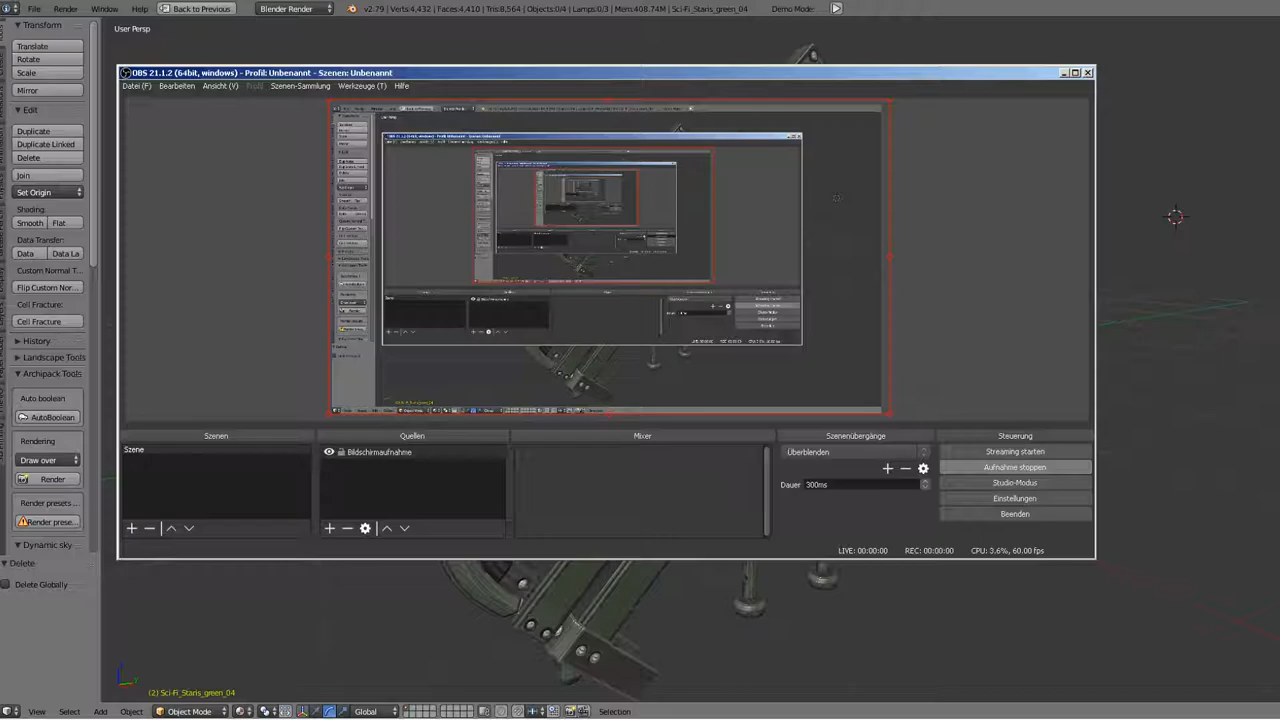 File Render Window Help Back to Previous Blender Render v2.79 | Verts:4,432 | Faces:4,410 | Tris:8,564 | Objects:0/4 | Lamps:0/3 | Mem:408.74M | Sci-Fi_Staris_green_04 Demo Mode:
Transform
User Persp
Translate
Rotate
Scale
Mirror
Edit
Duplicate
Duplicate Linked
Delete
Join
Set Origin
Shading:
Smooth Flat
Data Transfer:
Data Data La
Custom Normal T...
Flip Custom Nor...
Cell Fracture:
Cell Fracture
History
Landscape Tools
Archipack Tools
Auto boolean
AutoBoolean
Rendering
Draw over
Render
Render presets...
Render prese...
Dynamic sky
Delete
Delete Globally
OBS 21.1.2 (64bit, windows) - Profil: Unbenannt - Szenen: Unbenannt
Datei (F) Bearbeiten Ansicht (V) Profil Szenen-Sammlung Werkzeuge (T) Hilfe
Szenen Quellen Mixer Szenenübergänge Steuerung
Szene
Bildschirmaufnahme
Überblenden
Dauer 300ms
Streaming starten
Aufnahme stoppen
Studio-Modus
Einstellungen
Beenden
LIVE: 00:00:00 REC: 00:00:00 CPU: 3.6%, 60.00 fps
(2) Sci-Fi_Staris_green_04
View Select Add Object Object Mode Global Selection